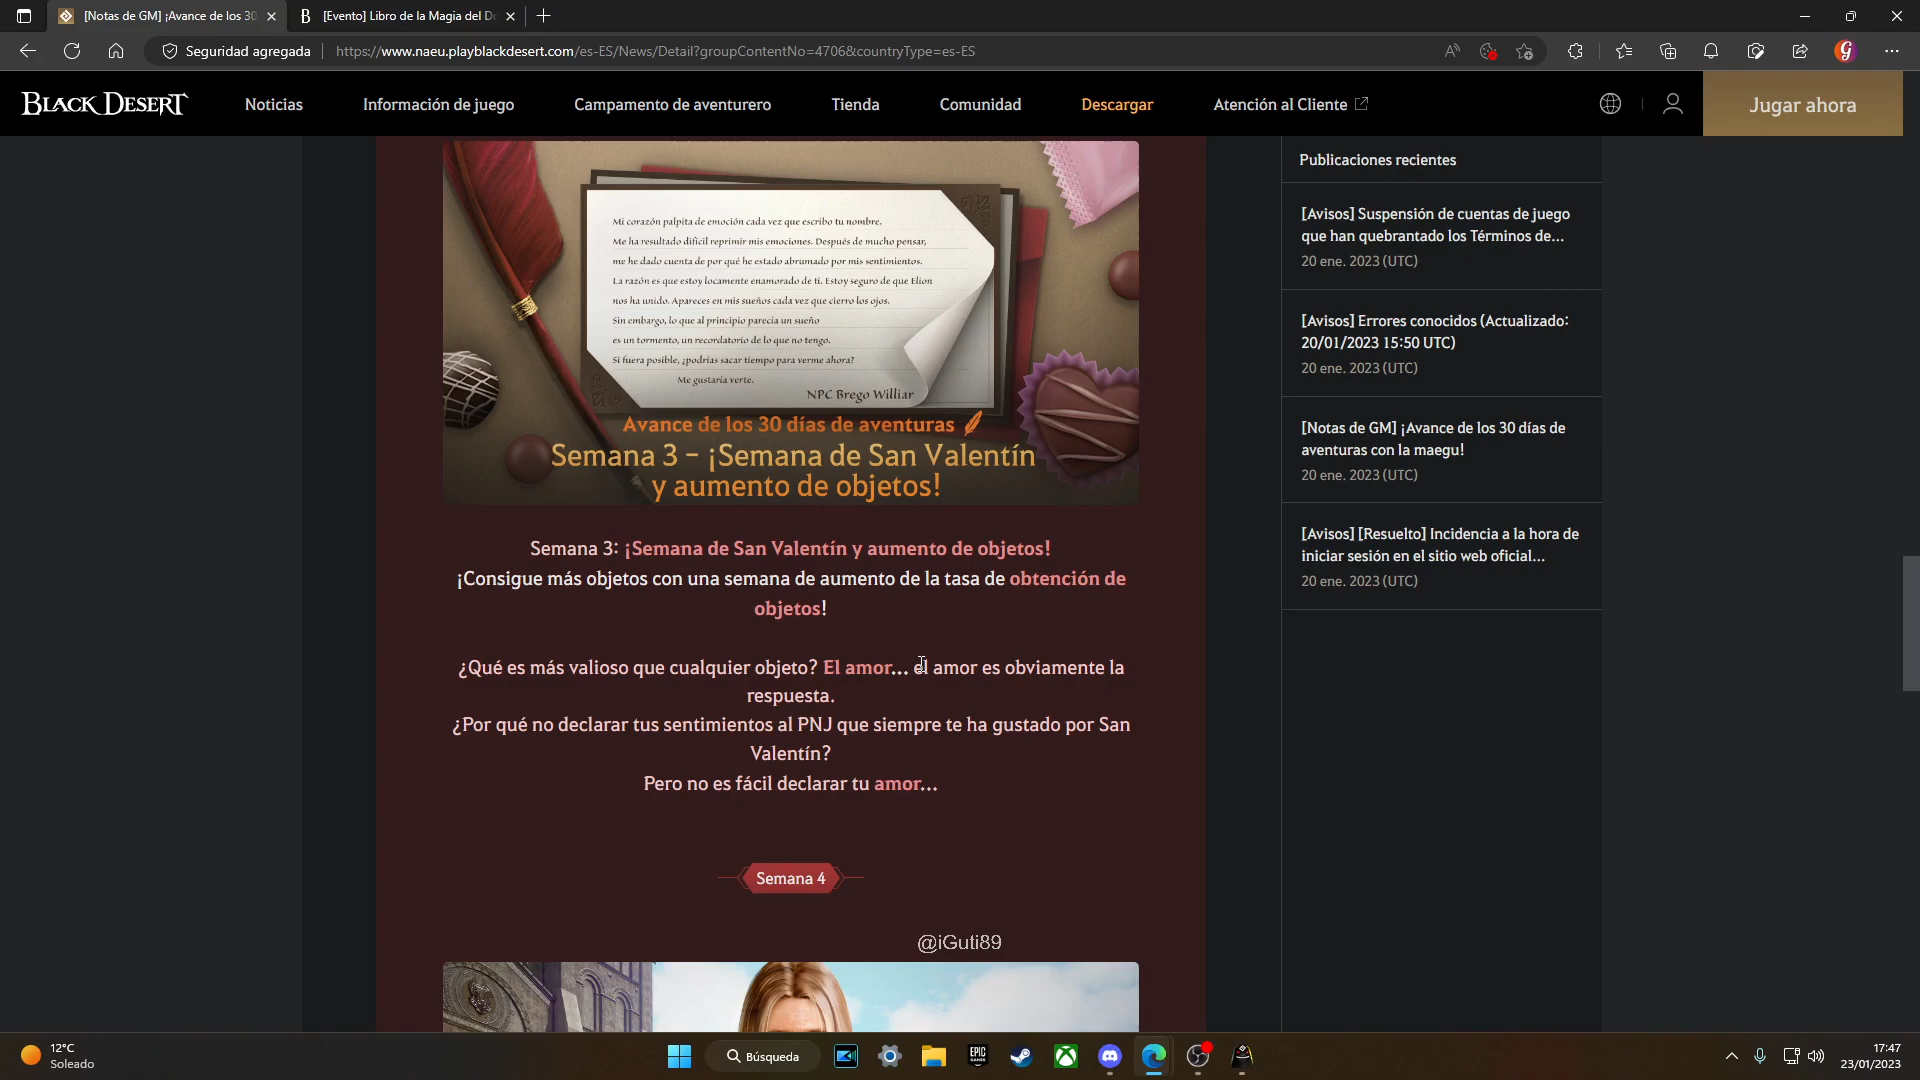 [Notas de GM] ¡Avance de los 30
[Evento] Libro de la Magia del D
Seguridad agregada
https://www.naeu.playblackdesert.com/es-ES/News/Detail?groupContentNo=4706&countryType=es-ES
BLACK DESERT
Noticias
Información de juego
Campamento de aventurero
Tienda
Comunidad
Descargar
Atención al Cliente
Jugar ahora
Mi corazón palpita de emoción cada vez que escribo tu nombre.
Me ha resultado difícil reprimir mis emociones. Después de mucho pensar,
me he dado cuenta de por qué he estado abrumado por mis sentimientos.
La razón es que estoy locamente enamorado de ti. Estoy seguro de que Elion
nos ha unido. Apareces en mis sueños cada vez que cierro los ojos.
Sin embargo, lo que al principio parecía un sueño
es un tormento, un recordatorio de lo que no tengo.
Si fuera posible, ¿podrías sacar tiempo para verme ahora?
Me gustaría verte.
NPC Brego Williar
Avance de los 30 días de aventuras
Semana 3 - ¡Semana de San Valentín
y aumento de objetos!
Semana 3: ¡Semana de San Valentín y aumento de objetos!
¡Consigue más objetos con una semana de aumento de la tasa de obtención de
objetos!
¿Qué es más valioso que cualquier objeto? El amor... el amor es obviamente la
respuesta.
¿Por qué no declarar tus sentimientos al PNJ que siempre te ha gustado por San
Valentín?
Pero no es fácil declarar tu amor...
Semana 4
@iGuti89
Publicaciones recientes
[Avisos] Suspensión de cuentas de juego
que han quebrantado los Términos de...
20 ene. 2023 (UTC)
[Avisos] Errores conocidos (Actualizado:
20/01/2023 15:50 UTC)
20 ene. 2023 (UTC)
[Notas de GM] ¡Avance de los 30 días de
aventuras con la maegu!
20 ene. 2023 (UTC)
[Avisos] [Resuelto] Incidencia a la hora de
iniciar sesión en el sitio web oficial...
20 ene. 2023 (UTC)
12°C
Soleado
Búsqueda
EPIC GAMES
17:47
23/01/2023